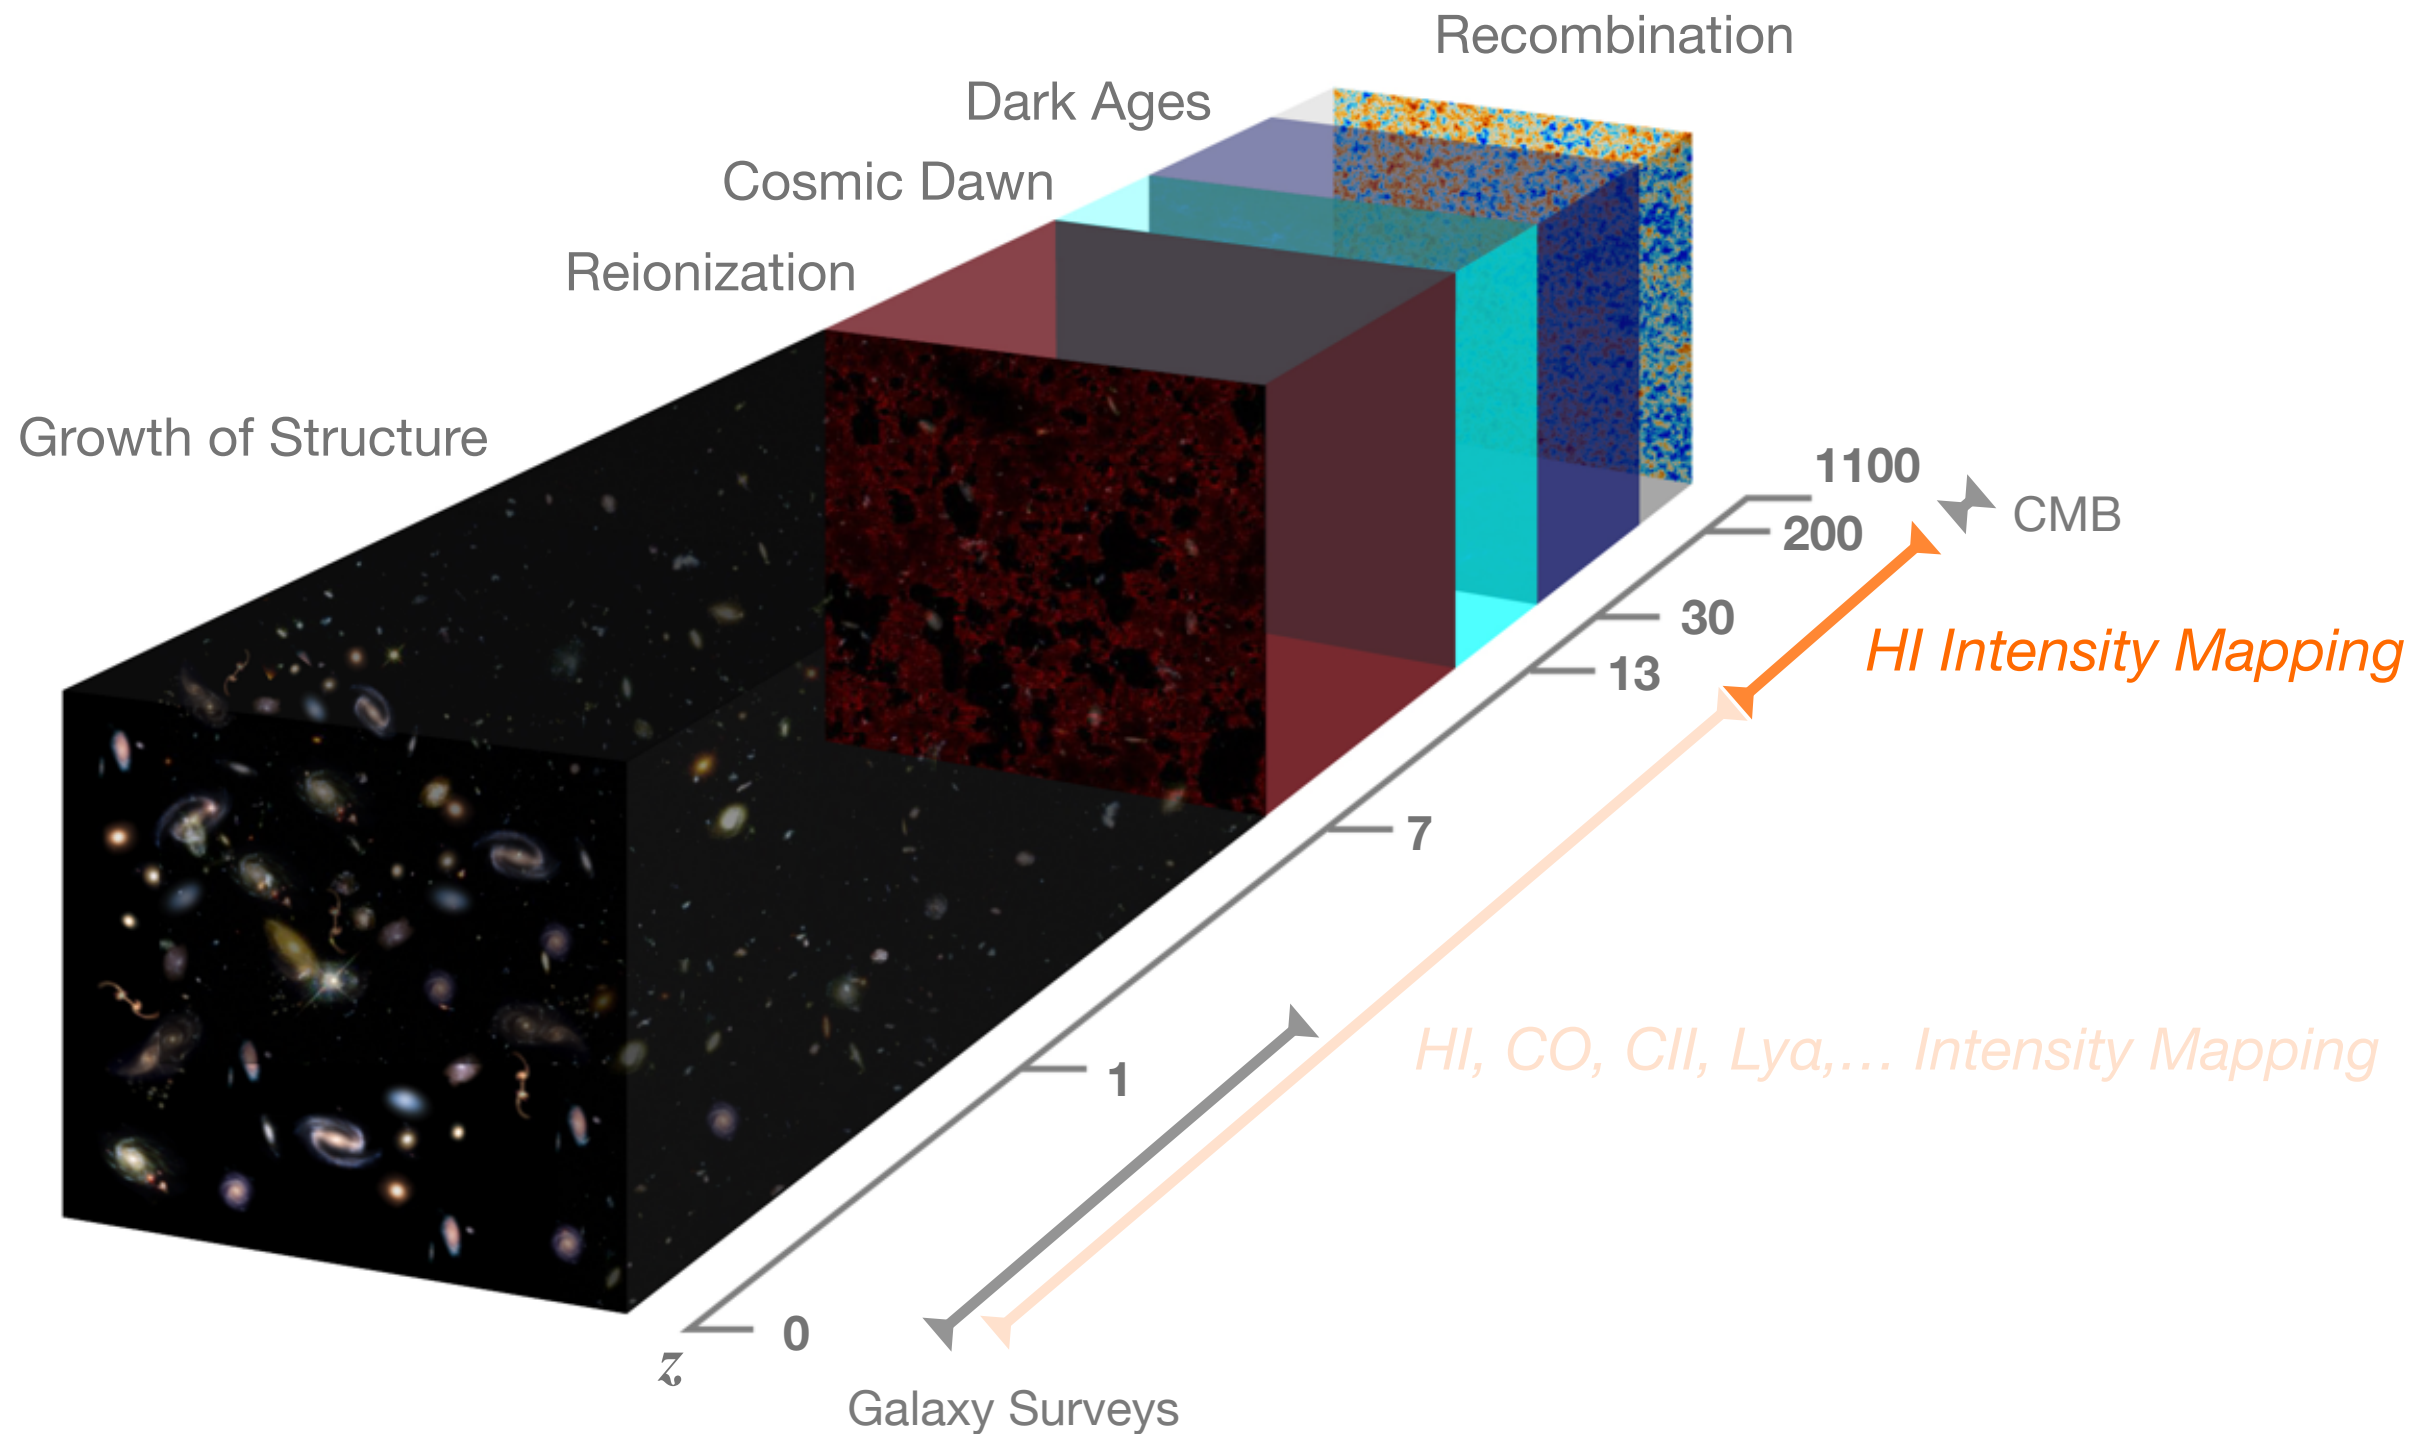 Recombination
Dark Ages
Cosmic Dawn
Reionization
Growth of Structure
1100
CMB
200
30
HI Intensity Mapping
13
7
HI, CO, CII, Lyα,... Intensity Mapping
1
0
z
Galaxy Surveys